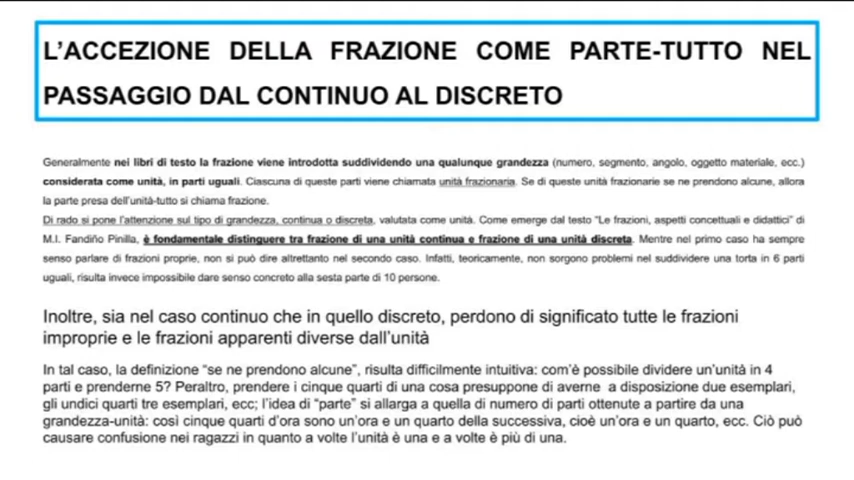 L’ACCEZIONE DELLA FRAZIONE COME PARTE-TUTTO NEL
PASSAGGIO DAL CONTINUO AL DISCRETO
Generalmente nei libri di testo la frazione viene introdotta suddividendo una qualunque grandezza (numero, segmento, angolo, oggetto materiale, ecc.)
considerata come unità, in parti uguali. Ciascuna di queste parti viene chiamata unità frazionaria. Se di queste unità frazionarie se ne prendono alcune, allora
la parte presa dell’unità-tutto si chiama frazione.
Di rado si pone l’attenzione sul tipo di grandezza, continua o discreta, valutata come unità. Come emerge dal testo “Le frazioni, aspetti concettuali e didattici” di
M.I. Fandiño Pinilla, è fondamentale distinguere tra frazione di una unità continua e frazione di una unità discreta. Mentre nel primo caso ha sempre
senso parlare di frazioni proprie, non si può dire altrettanto nel secondo caso. Infatti, teoricamente, non sorgono problemi nel suddividere una torta in 6 parti
uguali, risulta invece impossibile dare senso concreto alla sesta parte di 10 persone.
Inoltre, sia nel caso continuo che in quello discreto, perdono di significato tutte le frazioni
improprie e le frazioni apparenti diverse dall’unità
In tal caso, la definizione “se ne prendono alcune”, risulta difficilmente intuitiva: com’è possibile dividere un’unità in 4
parti e prenderne 5? Peraltro, prendere i cinque quarti di una cosa presuppone di averne a disposizione due esemplari,
gli undici quarti tre esemplari, ecc; l’idea di “parte” si allarga a quella di numero di parti ottenute a partire da una
grandezza-unità: così cinque quarti d’ora sono un’ora e un quarto della successiva, cioè un’ora e un quarto, ecc. Ciò può
causare confusione nei ragazzi in quanto a volte l’unità è una e a volte è più di una.